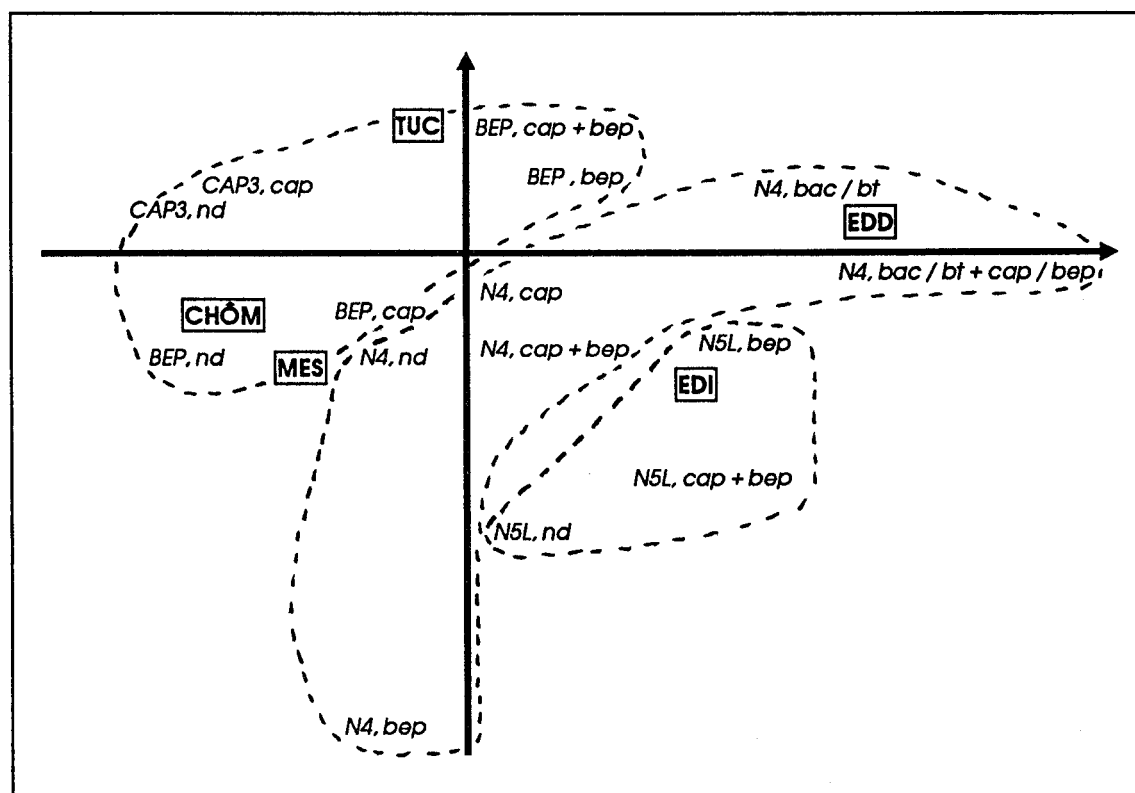 TUC
BEP, cap + bep
BEP, bep
CAP3, cap
N4, bac / bt
CAP3, nd
EDD
N4, bac / bt + cap / bep
N4, cap
BEP, cap
CHÔM
N5L, bep
N4, cap + bep
BEP, nd
N4, nd
MES
EDI
N5L, cap + bep
N5L, nd
N4, bep